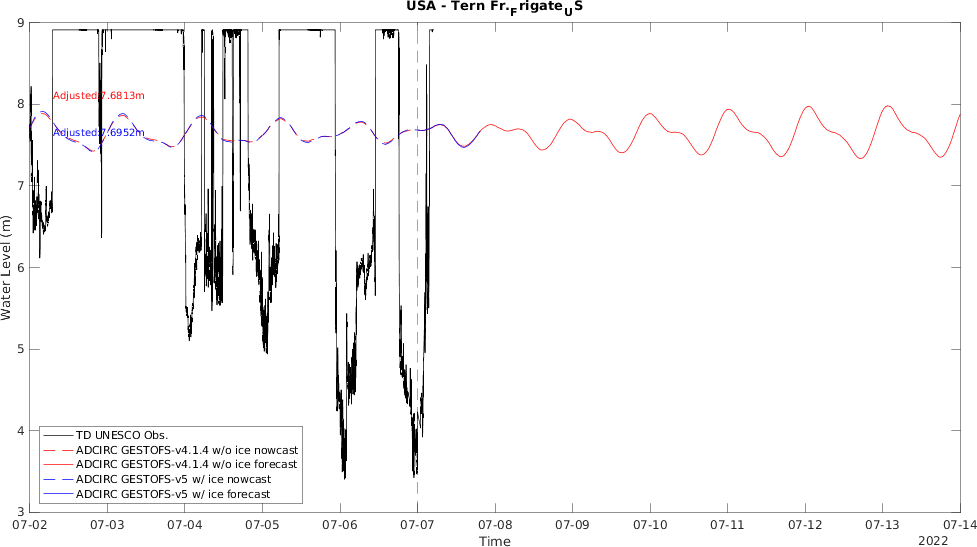 USA - Tern Fr.FrigateUS
9
8
7
6
5
4
3
Water Level (m)
Adjusted:7.6813m
Adjusted:7.6952m
TD UNESCO Obs.
ADCIRC GESTOFS-v4.1.4 w/o ice nowcast
ADCIRC GESTOFS-v4.1.4 w/o ice forecast
ADCIRC GESTOFS-v5 w/ ice nowcast
ADCIRC GESTOFS-v5 w/ ice forecast
07-02 07-03 07-04 07-05 07-06 07-07 07-08 07-09 07-10 07-11 07-12 07-13 07-14
Time
2022